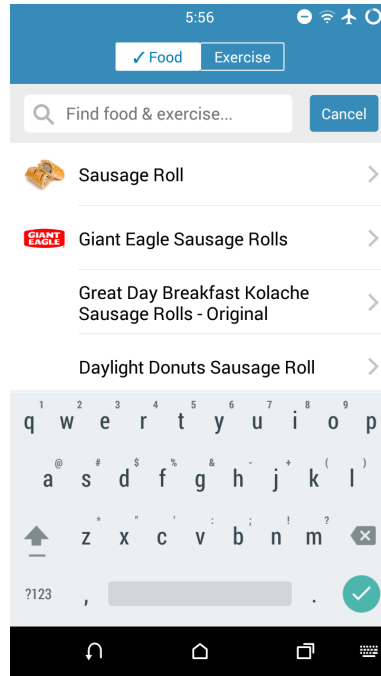 5:56
✓ Food Exercise
Find food & exercise... Cancel
Sausage Roll
GIANT
EAGLE
Giant Eagle Sausage Rolls
Great Day Breakfast Kolache
Sausage Rolls - Original
Daylight Donuts Sausage Roll
1 2 3 4 5 6 7 8 9
q w e r t y u i o p
@ # $ % & - + ( )
a s d f g h j k l
* " ' : ; ! ?
z x c v b n m
?123 , .